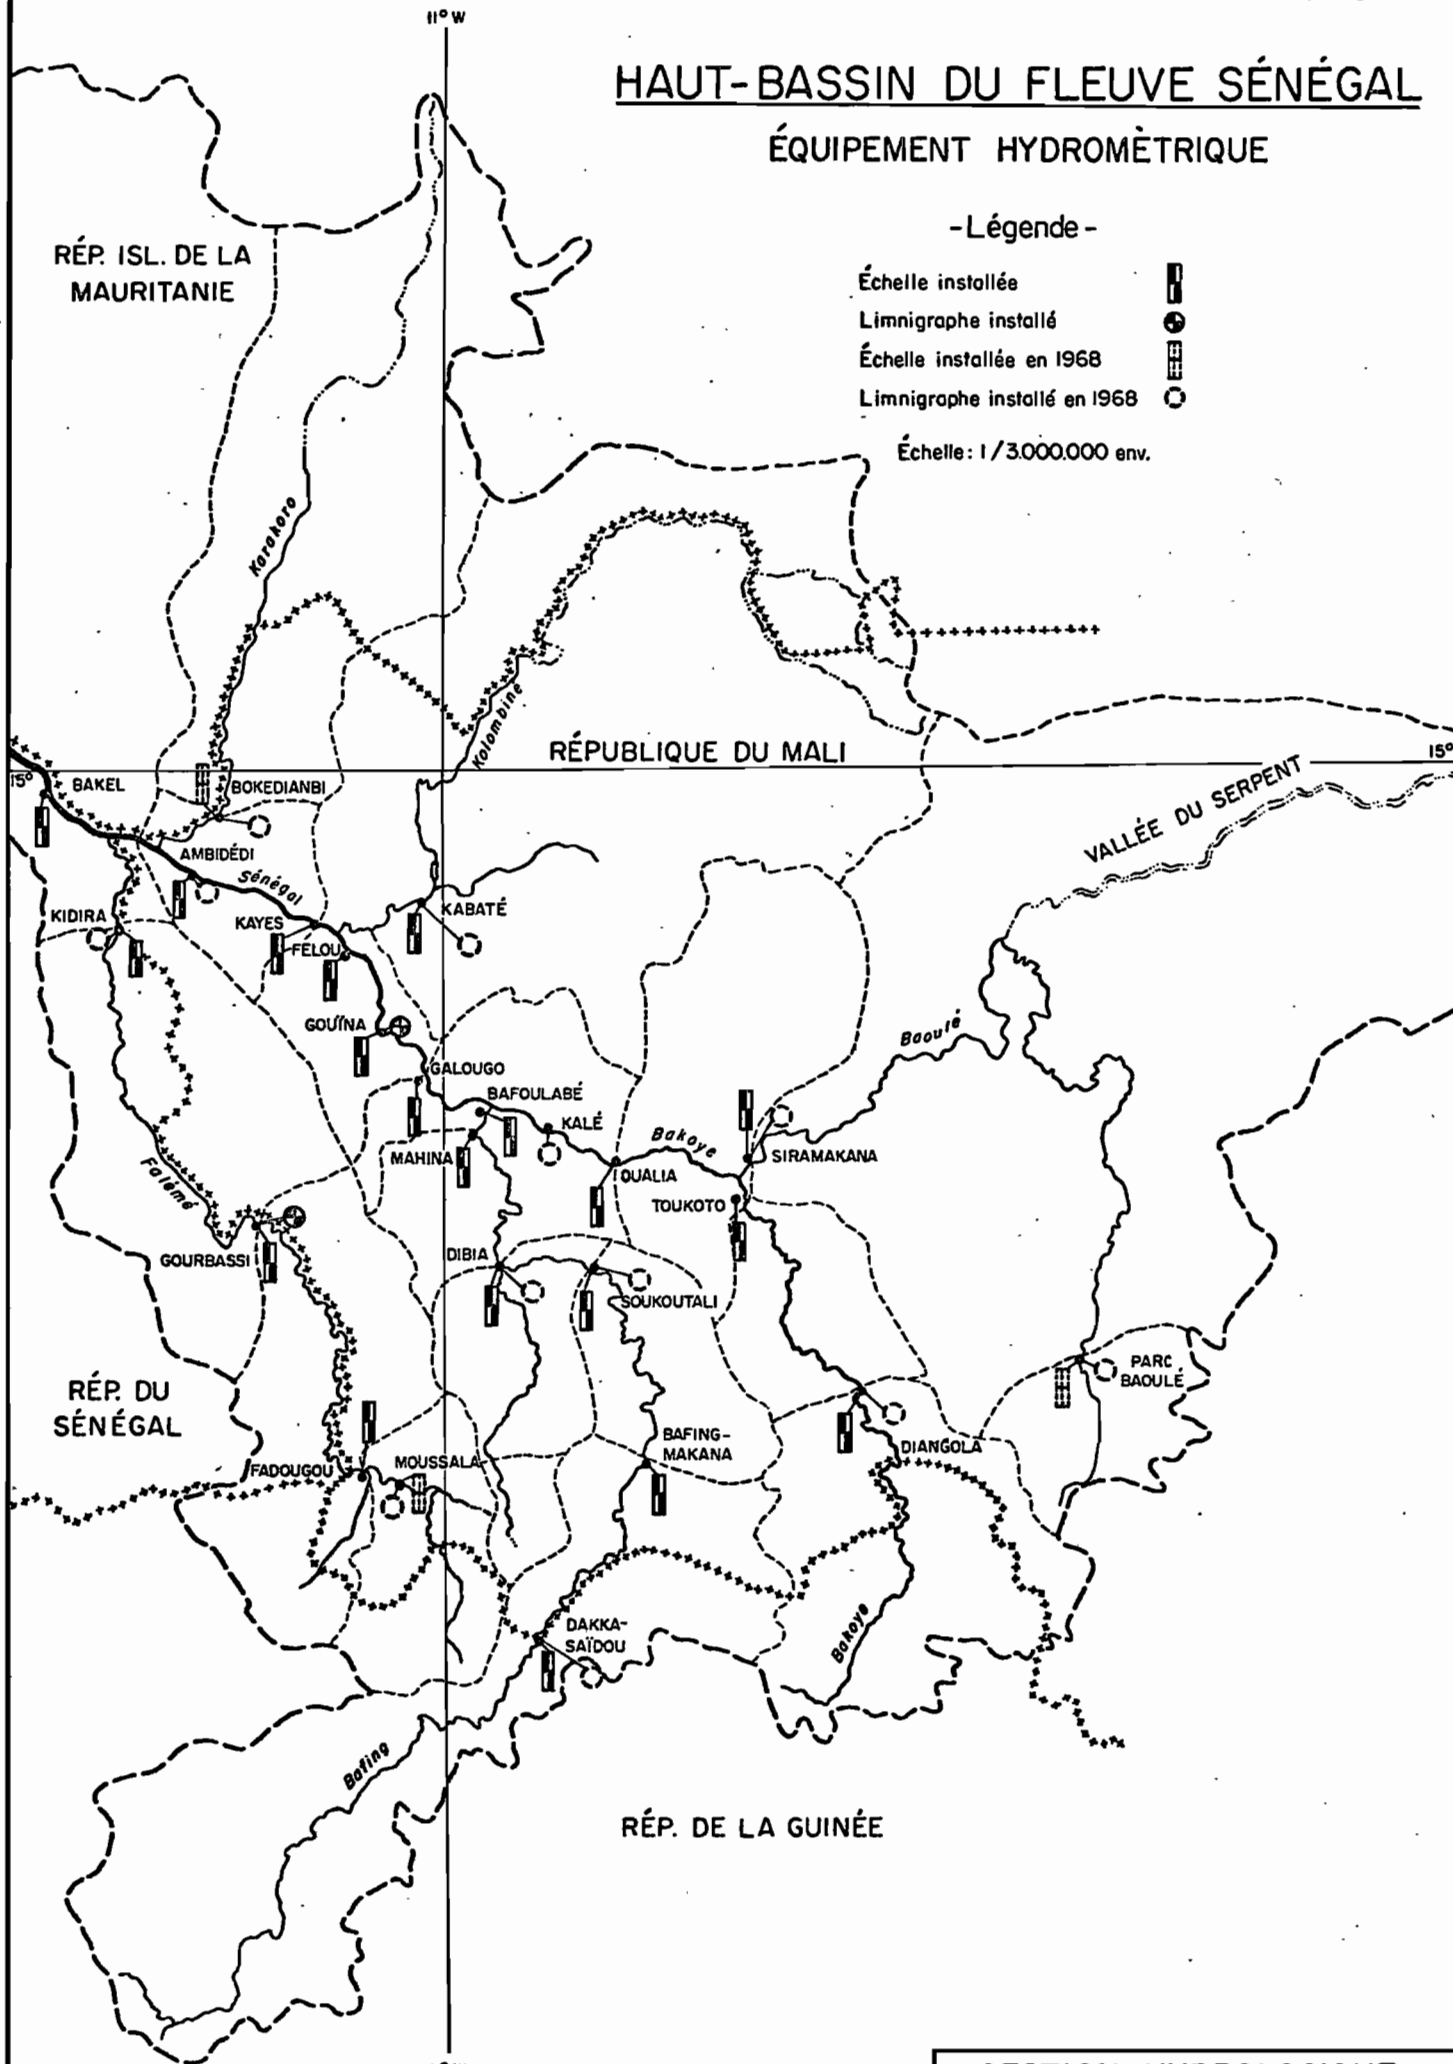 11° W
HAUT-BASSIN DU FLEUVE SÉNÉGAL
ÉQUIPEMENT HYDROMÈTRIQUE
-Légende-
Échelle installée
Limnigraphe installé
Échelle installée en 1968
Limnigraphe installé en 1968
Échelle: 1/3.000.000 env.
RÉP. ISL. DE LA
MAURITANIE
Karakoro
Kolombine
RÉPUBLIQUE DU MALI
15°
15°
BAKEL
BOKEDIANBI
VALLÉE DU SERPENT
AMBIDÉDI
Sénégal
KIDIRA
KAYES
KABATÉ
FÉLOU
GOUÏNA
Baoulé
GALOUGO
BAFOULABÉ
KALÉ
Bakoye
MAHINA
SIRAMAKANA
OUALIA
Falémé
TOUKOTO
GOURBASSI
DIBIA
SOUKOUTALI
PARC
BAOULÉ
RÉP. DU
SÉNÉGAL
BAFING-
MAKANA
DIANGOLA
FADOUGOU
MOUSSALA
DAKKA-
SAÏDOU
Bakoye
Bafing
RÉP. DE LA GUINÉE